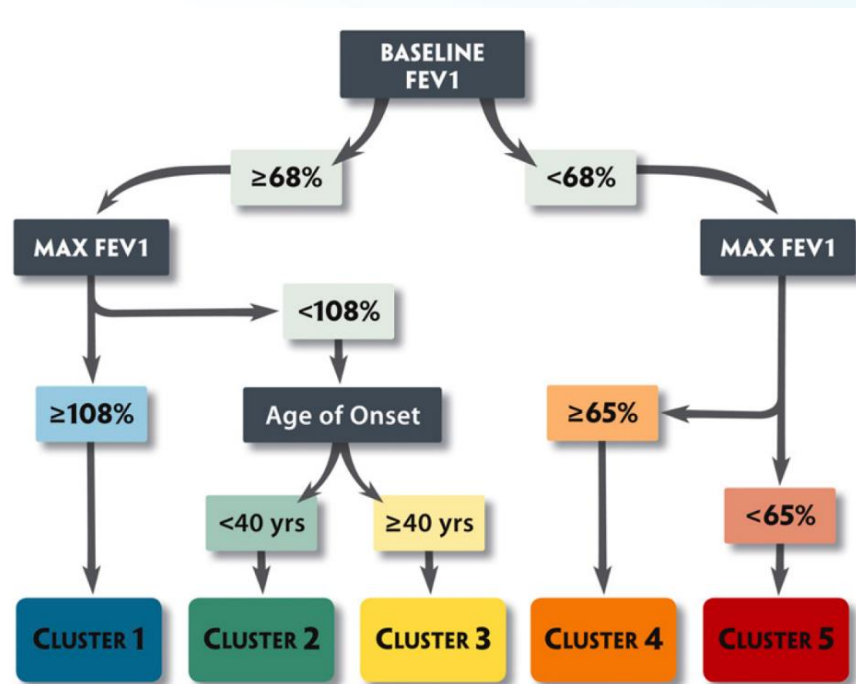 BASELINE
FEV1
≥68%
<68%
MAX FEV1
MAX FEV1
<108%
≥108%
Age of Onset
≥65%
<40 yrs
≥40 yrs
<65%
CLUSTER 1
CLUSTER 2
CLUSTER 3
CLUSTER 4
CLUSTER 5